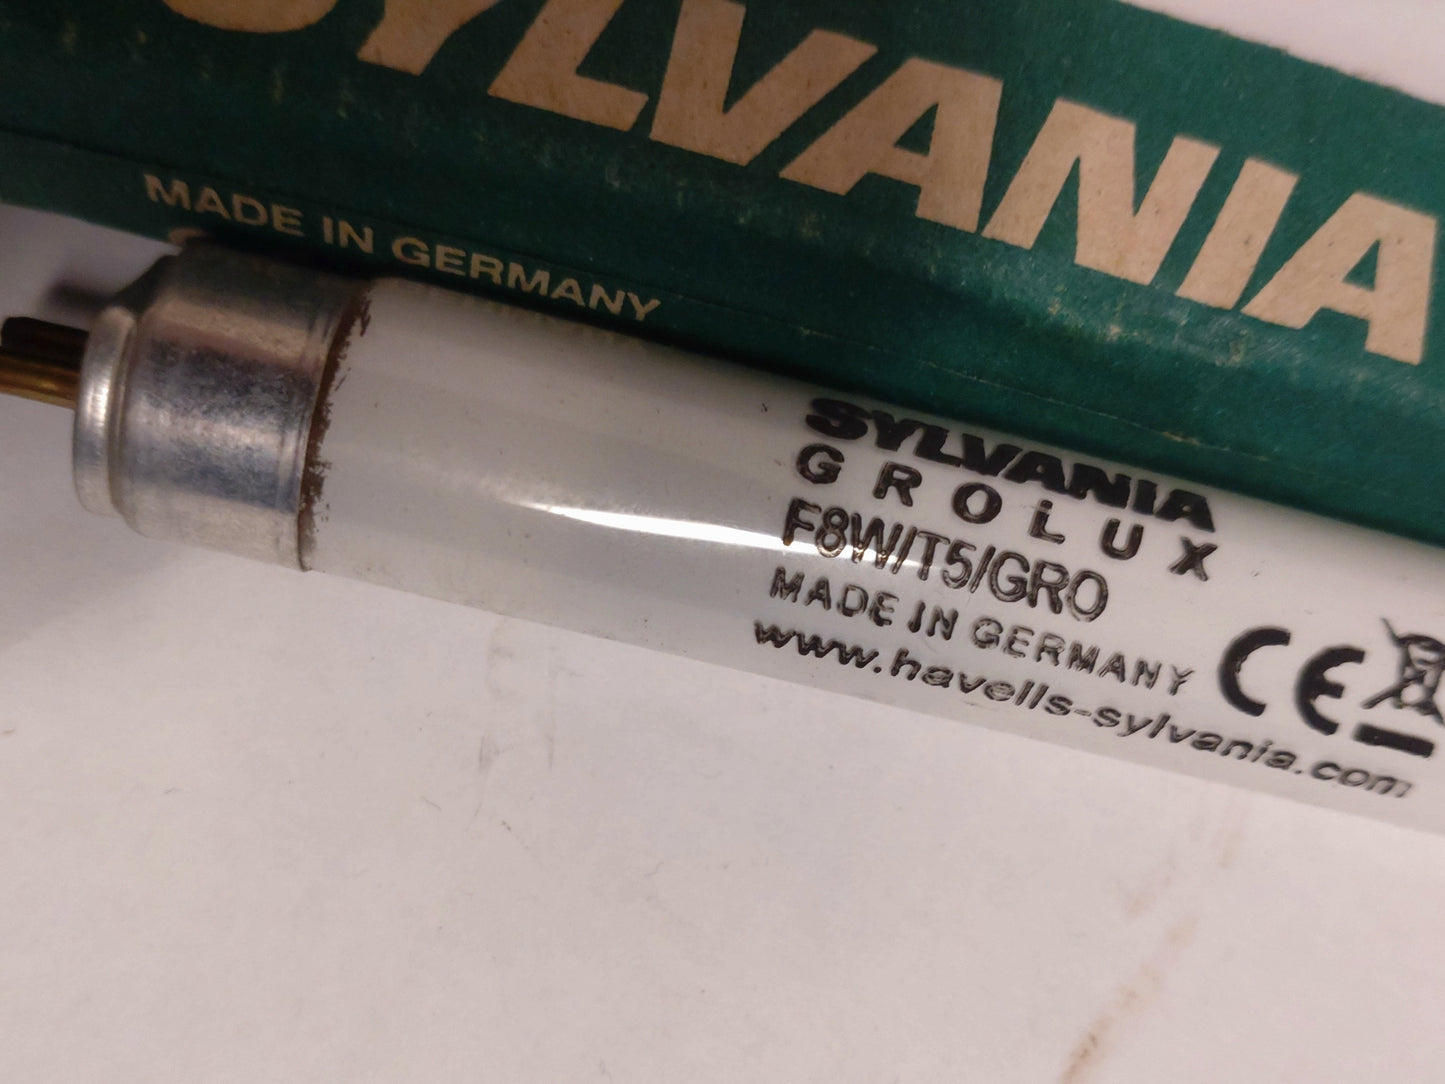 SYLVANIA
MADE IN GERMANY
SYLVANIA
GROLUX
F8W/T5/GRO
MADE IN GERMANY
www.havells-sylvania.com
CE